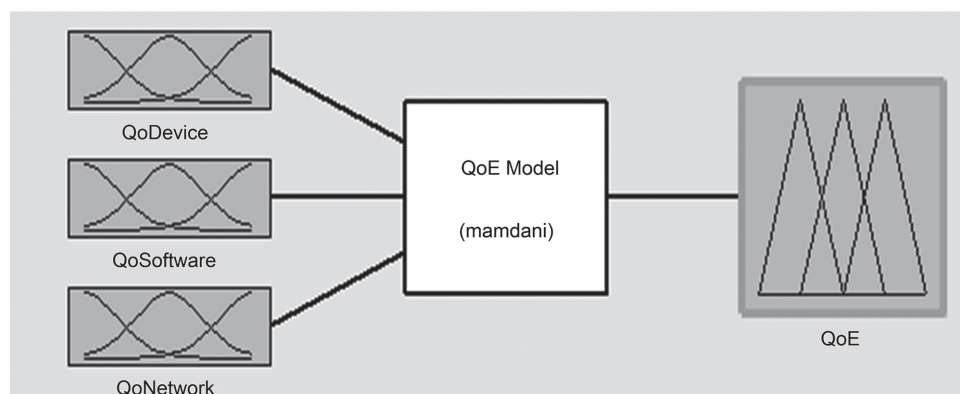 QoDevice
QoSoftware
QoNetwork
QoE Model
(mamdani)
QoE